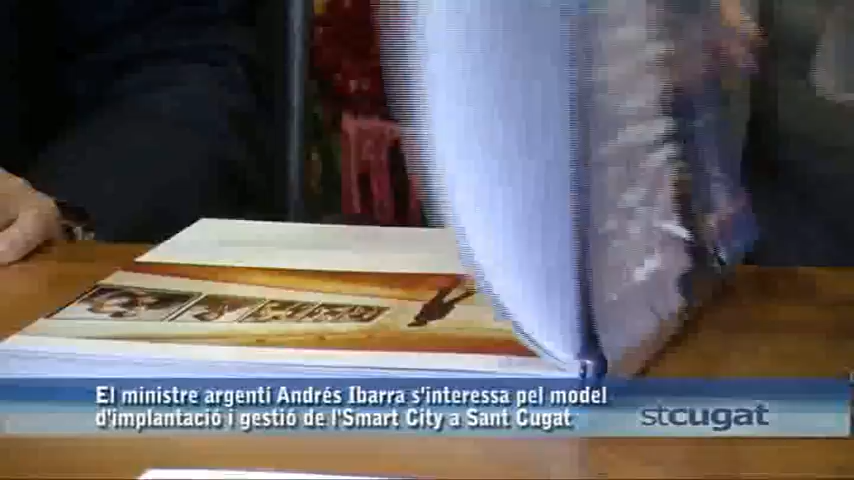 El ministre argentí Andrés Ibarra s'interessa pel model
d'implantació i gestió de l'Smart City a Sant Cugat
stcugat